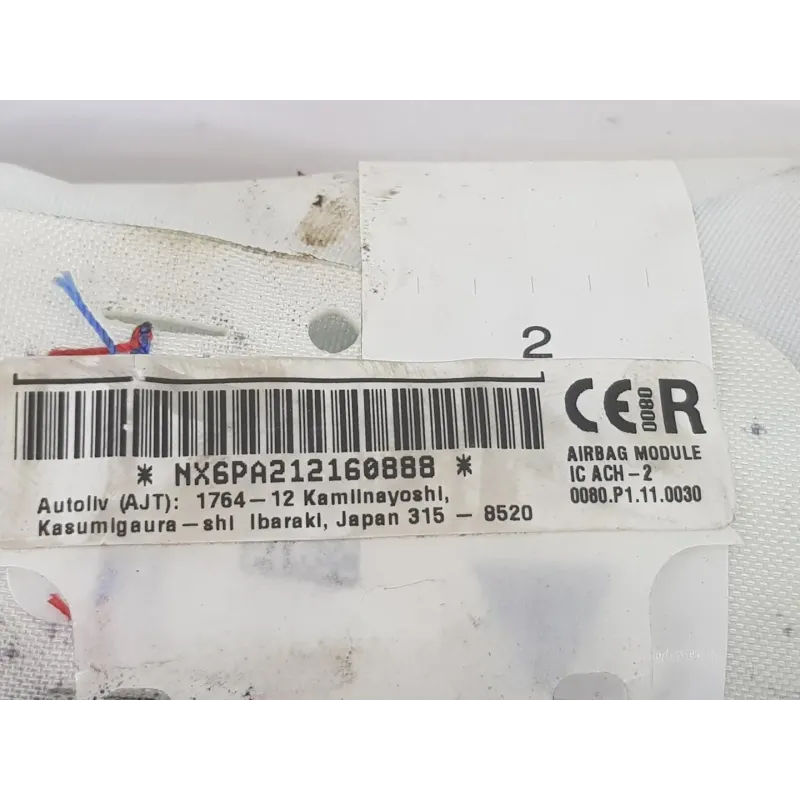 2
* NX6PA212160888 *
Autoliv (AJT): 1764-12 Kamiinayoshi,
Kasumigaura-shi Ibaraki, Japan 315 - 8520
CE 0080 R
AIRBAG MODULE
IC ACH-2
0080.P1.11.0030